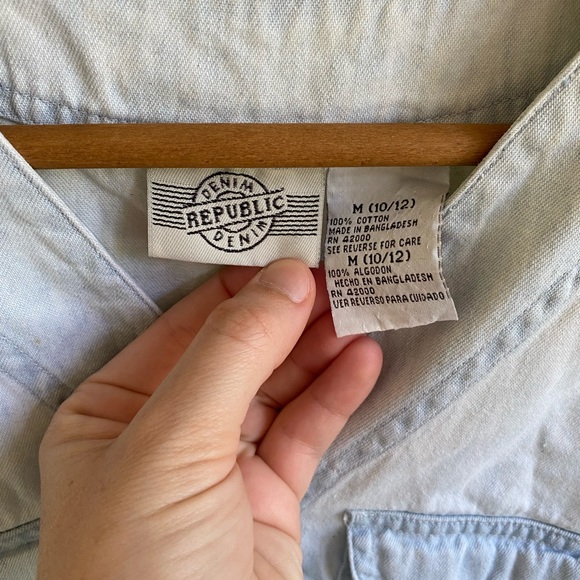 DENIM
REPUBLIC
DENIM
M (10/12)
100% COTTON
MADE IN BANGLADESH
RN 42000
SEE REVERSE FOR CARE
M (10/12)
100% ALGODON
HECHO EN BANGLADESH
RN 42000
VER REVERSO PARA CUIDADO